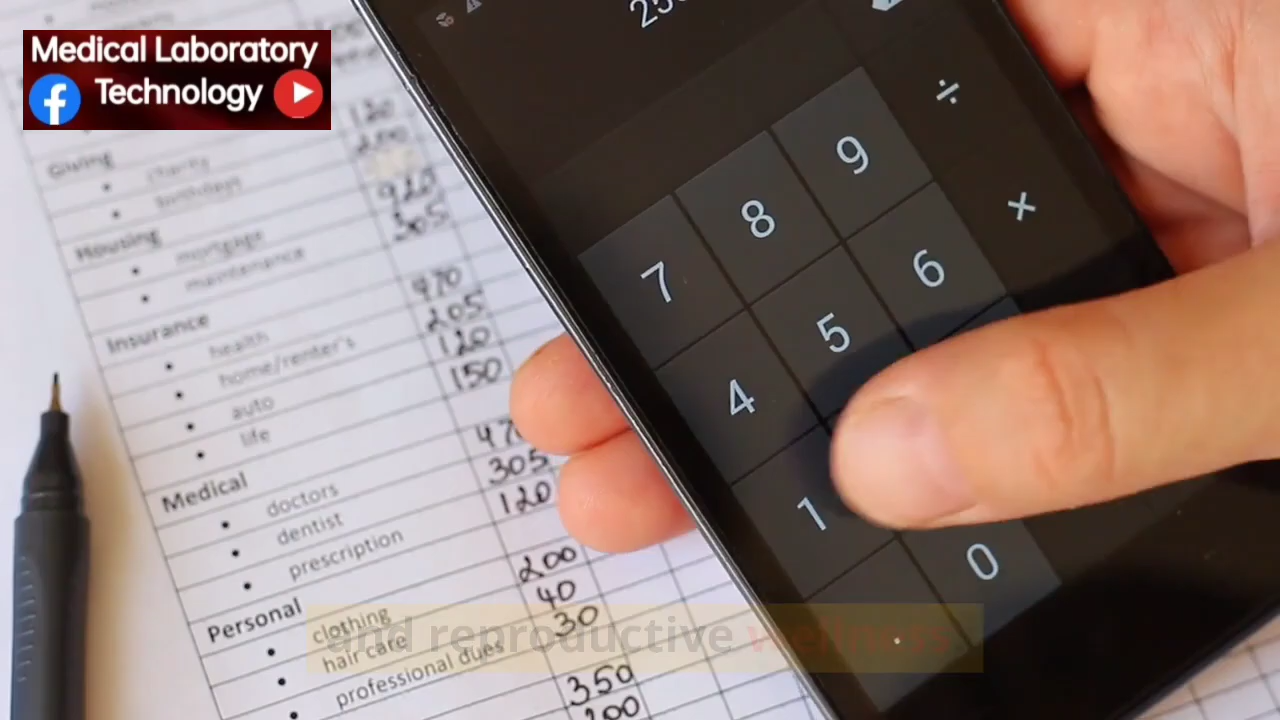 Medical Laboratory
Technology
120
200
Giving
charity
birthdays
920
305
Housing
mortgage
maintenance
470
205
120
150
Insurance
health
home/renter's
auto
life
305
120
Medical
doctors
dentist
prescription
200
40
30
Personal
clothing
hair care
professional dues
350
7
8
9
÷
4
5
6
×
1
0
.
and reproductive wellness